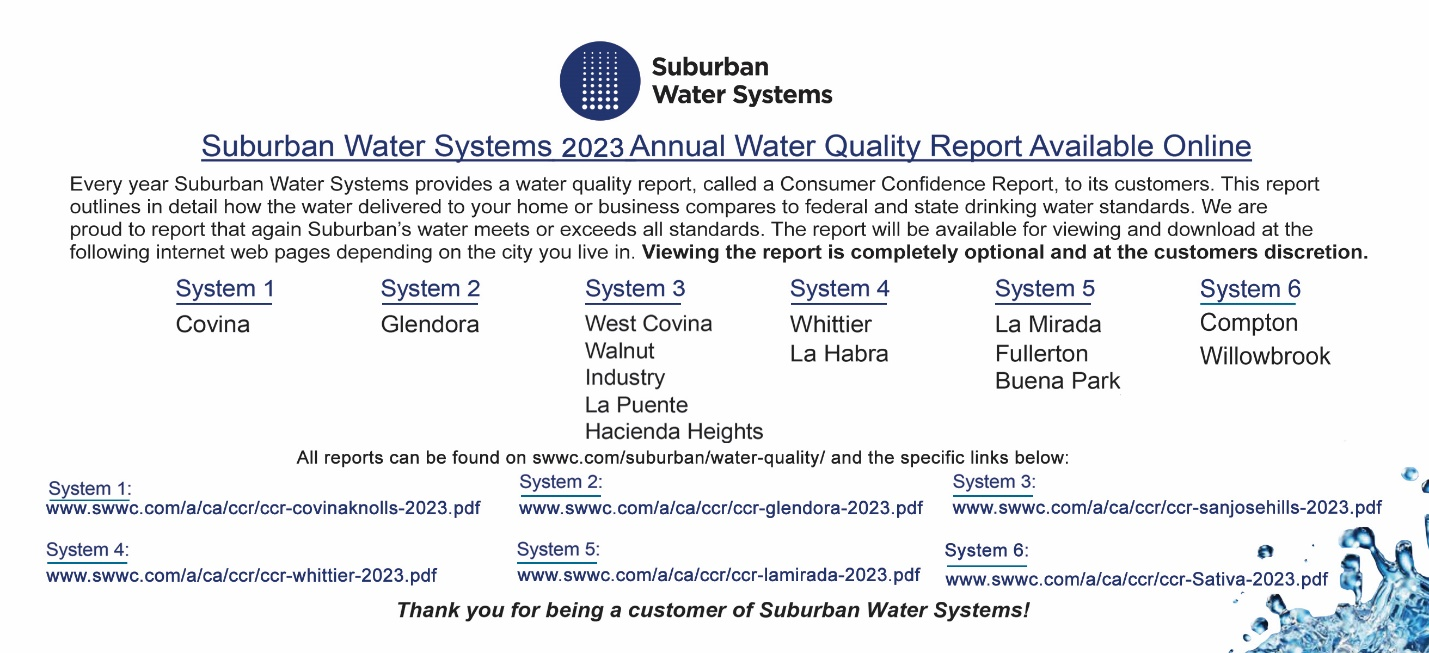 Suburban
Water Systems
Suburban Water Systems 2023 Annual Water Quality Report Available Online
Every year Suburban Water Systems provides a water quality report, called a Consumer Confidence Report, to its customers. This report
outlines in detail how the water delivered to your home or business compares to federal and state drinking water standards. We are
proud to report that again Suburban's water meets or exceeds all standards. The report will be available for viewing and download at the
following internet web pages depending on the city you live in. Viewing the report is completely optional and at the customers discretion.
System 1
Covina
System 2
Glendora
System 3
West Covina
Walnut
Industry
La Puente
Hacienda Heights
System 4
Whittier
La Habra
System 5
La Mirada
Fullerton
Buena Park
System 6
Compton
Willowbrook
All reports can be found on swwc.com/suburban/water-quality/ and the specific links below:
System 1:
www.swwc.com/a/ca/ccr/ccr-covinaknolls-2023.pdf
System 2:
www.swwc.com/a/ca/ccr/ccr-glendora-2023.pdf
System 3:
www.swwc.com/a/ca/ccr/ccr-sanjosehills-2023.pdf
System 4:
www.swwc.com/a/ca/ccr/ccr-whittier-2023.pdf
System 5:
www.swwc.com/a/ca/ccr/ccr-lamirada-2023.pdf
System 6:
www.swwc.com/a/ca/ccr/ccr-Sativa-2023.pdf
Thank you for being a customer of Suburban Water Systems!